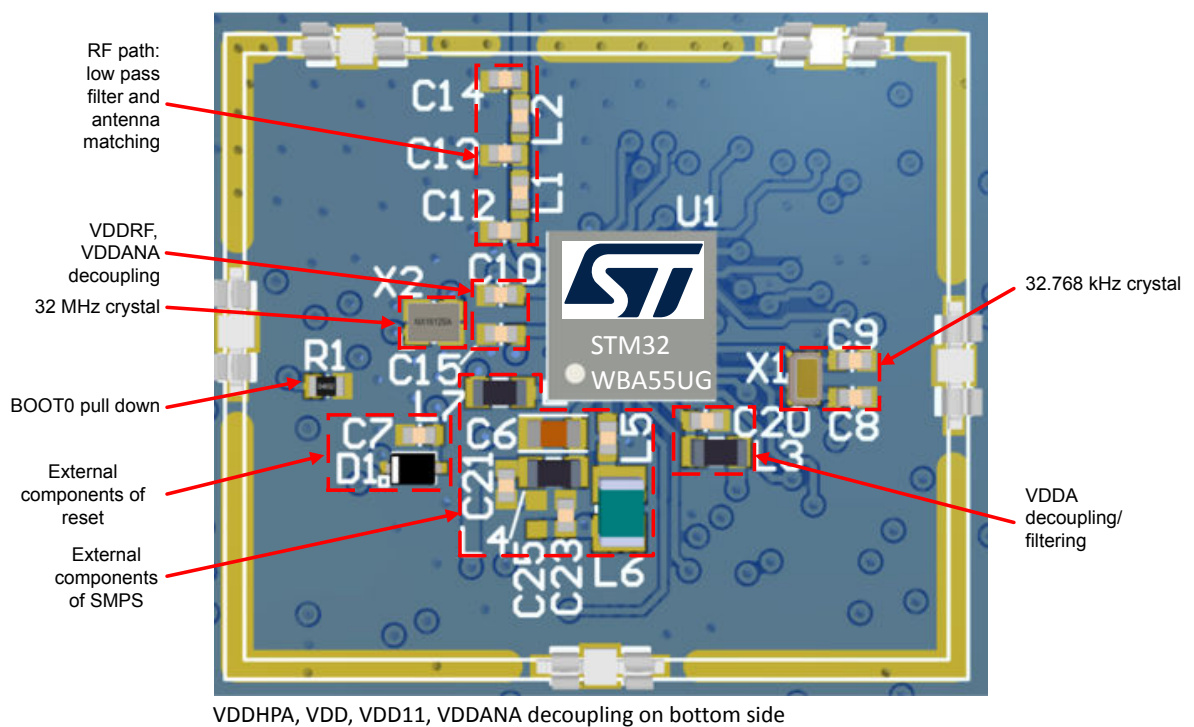 RF path:
low pass
filter and
antenna
matching
VDDRF,
VDDANA
decoupling
32 MHz crystal
BOOT0 pull down
External
components of
reset
External
components
of SMPS
C14
L2
C13
L1
C12
U1
C10
X2
C15
R1
L7
C7
D1.
C6
L5
C21
L4
C25
C23
L6
ST
STM32
WBA55UG
X1
C9
C8
C20
L3
32.768 kHz crystal
VDDA
decoupling/
filtering
VDDHPA, VDD, VDD11, VDDANA decoupling on bottom side